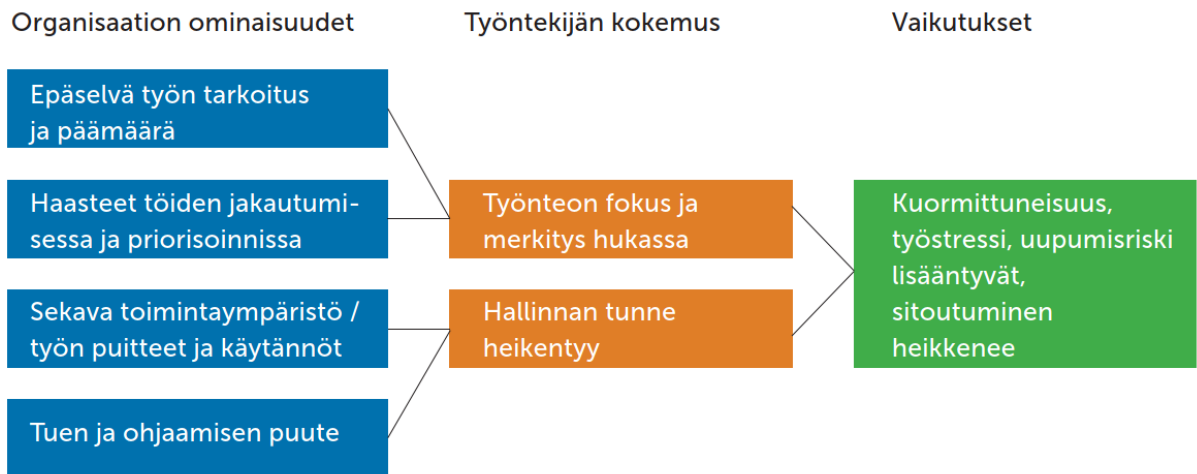 Organisaation ominaisuudet
Työntekijän kokemus
Vaikutukset
Epäselvä työn tarkoitus
ja päämäärä
Haasteet töiden jakautumi-
sessa ja priorisoinnissa
Sekava toimintaympäristö /
työn puitteet ja käytännöt
Tuen ja ohjaamisen puute
Työnteon fokus ja
merkitys hukassa
Hallinnan tunne
heikentyy
Kuormittuneisuus,
työstressi, uupumisriski
lisääntyvät,
sitoutuminen
heikkenee